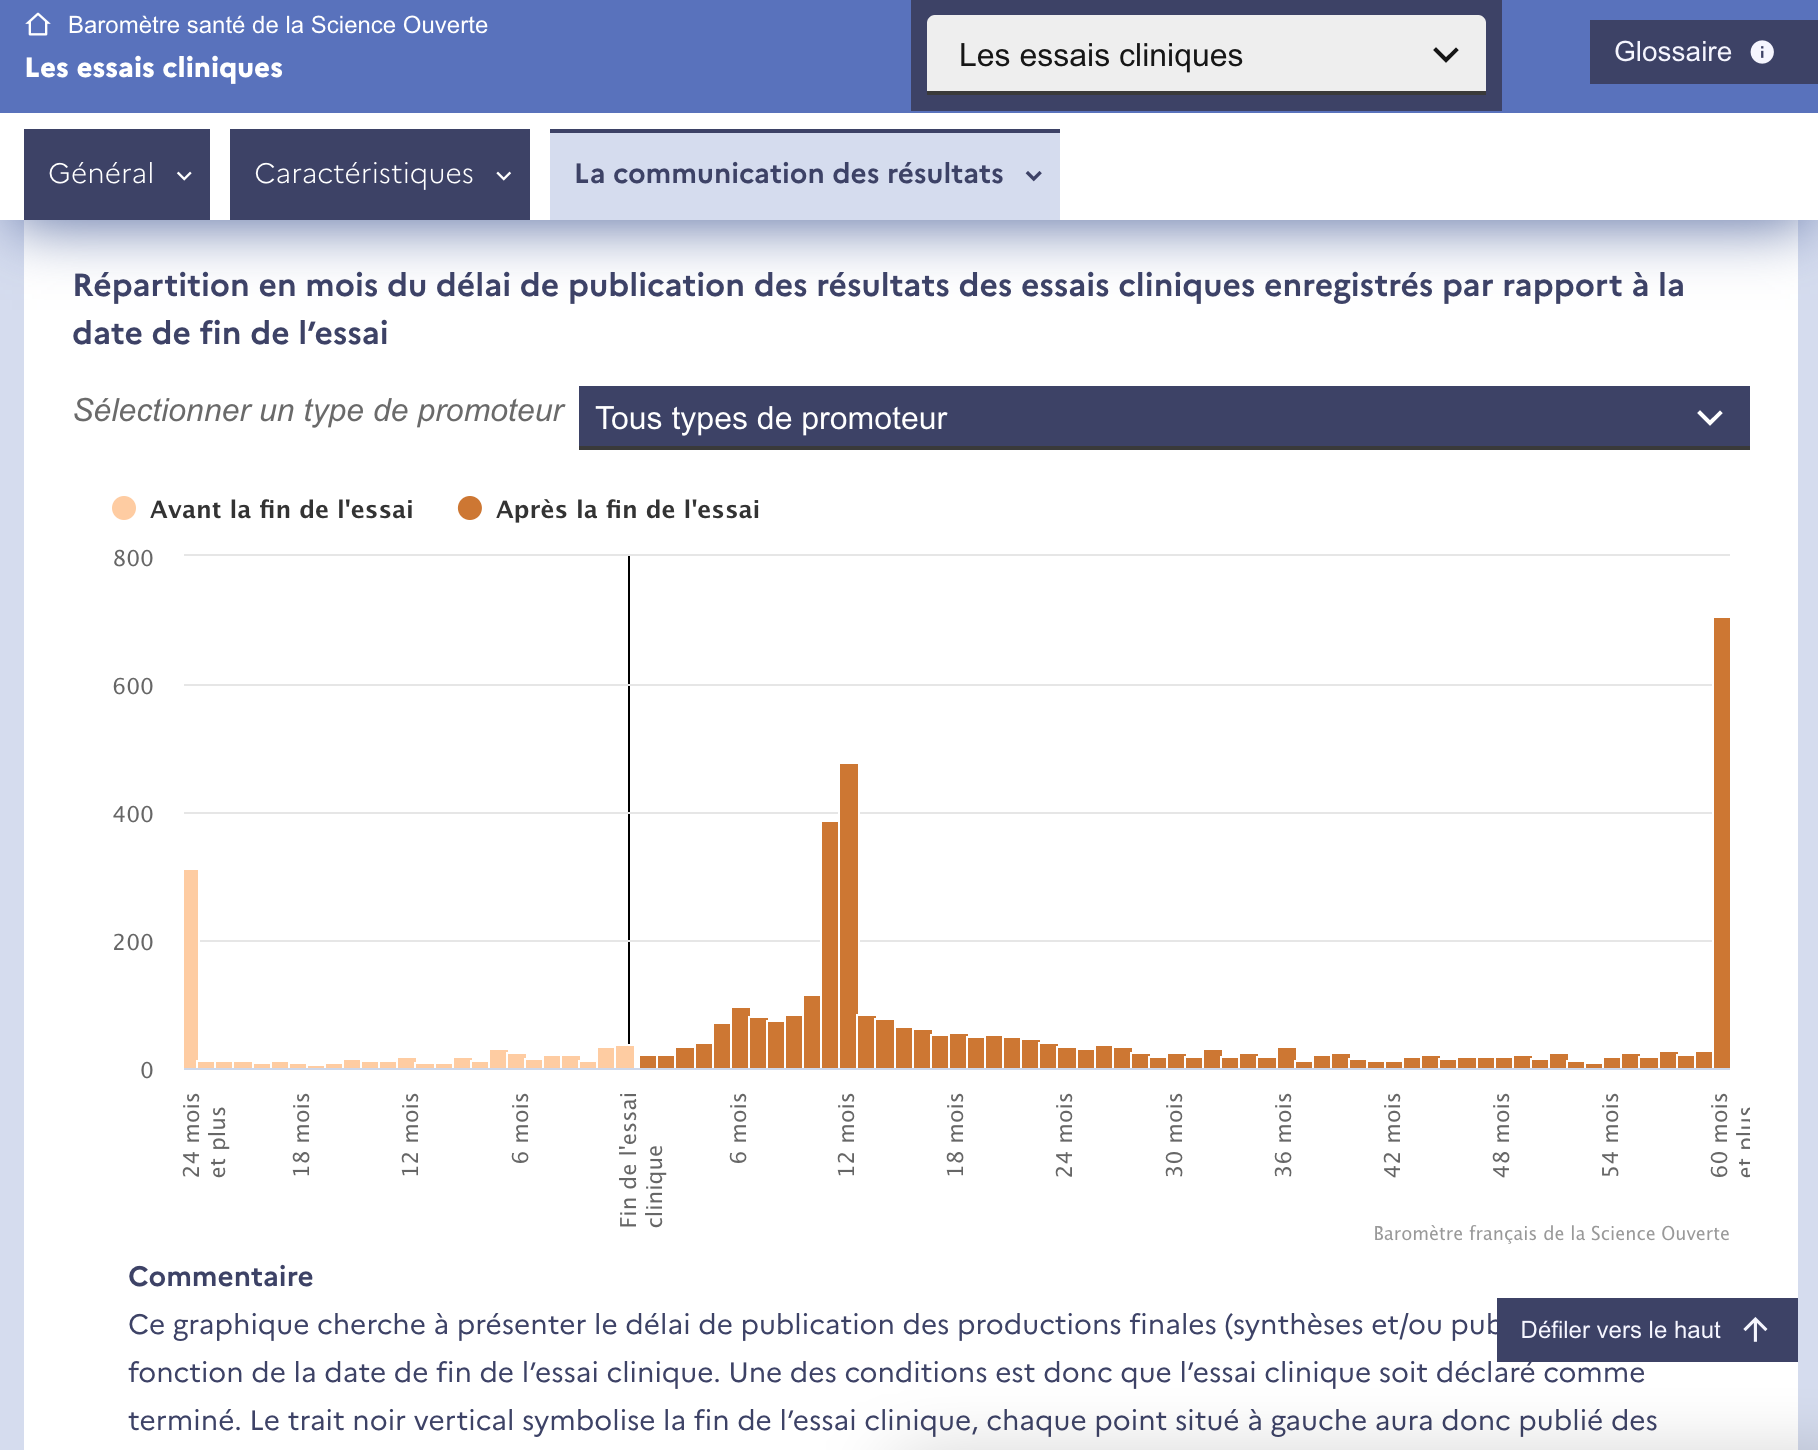 Baromètre santé de la Science Ouverte
Les essais cliniques
Les essais cliniques
Glossaire
Général
Caractéristiques
La communication des résultats
Répartition en mois du délai de publication des résultats des essais cliniques enregistrés par rapport à la
date de fin de l’essai
Sélectionner un type de promoteur
Tous types de promoteur
Avant la fin de l'essai
Après la fin de l'essai
800
600
400
200
0
24 mois
et plus
18 mois
12 mois
6 mois
Fin de l'essai
clinique
6 mois
12 mois
18 mois
24 mois
30 mois
36 mois
42 mois
48 mois
54 mois
60 mois
et plus
Baromètre français de la Science Ouverte
Commentaire
Ce graphique cherche à présenter le délai de publication des productions finales (synthèses et/ou pub
Défiler vers le haut
fonction de la date de fin de l’essai clinique. Une des conditions est donc que l’essai clinique soit déclaré comme
terminé. Le trait noir vertical symbolise la fin de l’essai clinique, chaque point situé à gauche aura donc publié des